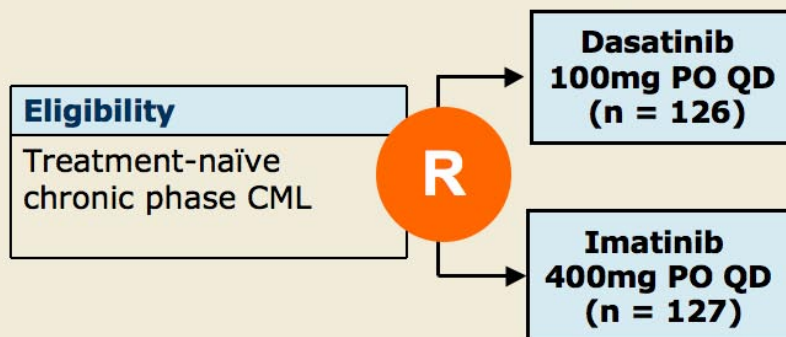 Eligibility
Treatment-naïve
chronic phase CML
R
Dasatinib
100mg PO QD
(n = 126)
Imatinib
400mg PO QD
(n = 127)